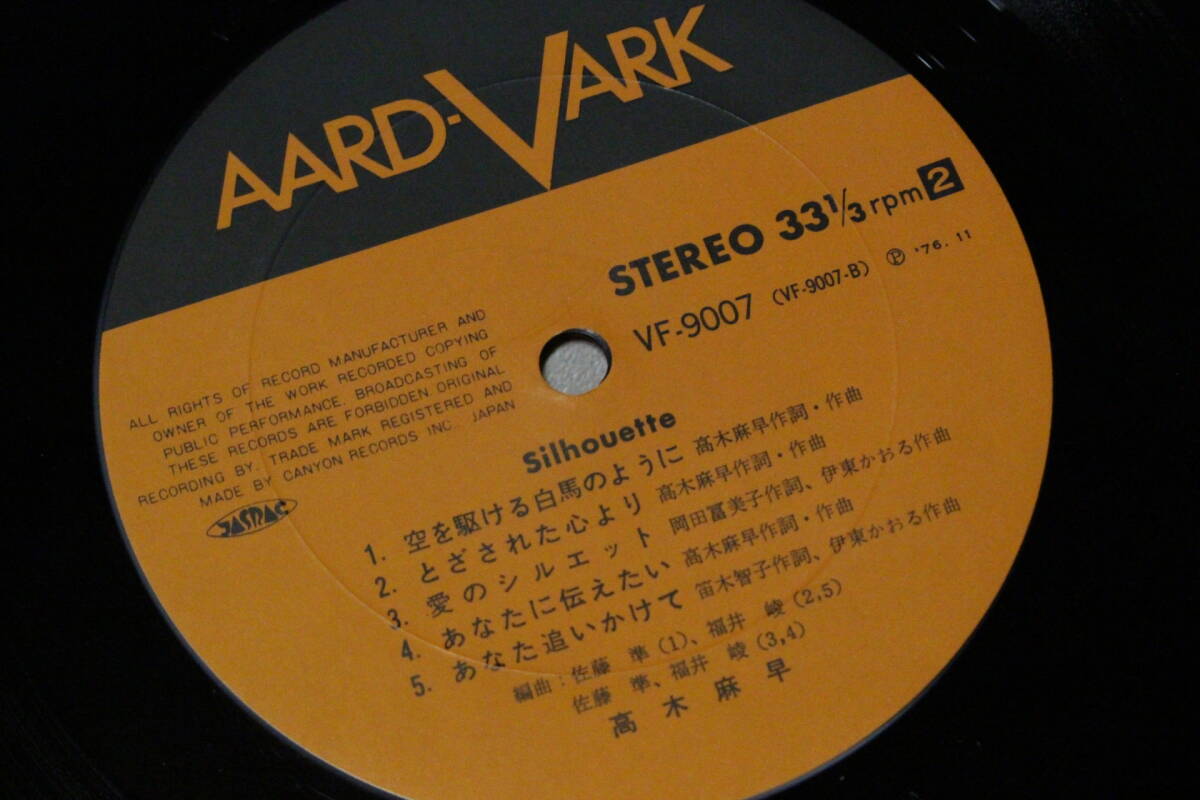 AARD-VARK
STEREO 33 1/3 rpm 2
VF-9007 (VF-9007-B) Ⓟ '76. 11
ALL RIGHTS OF RECORD MANUFACTURER AND
OWNER OF THE WORK RECORDED COPYING
PUBLIC PERFORMANCE. BROADCASTING OF
THESE RECORDS ARE FORBIDDEN. ORIGINAL
RECORDING BY. TRADE MARK REGISTERED AND
MADE BY CANYON RECORDS INC. JAPAN
JASRAC
Silhouette
1. 空を駆ける白馬のように 高木麻早作詞・作曲
2. とざされた心より 高木麻早作詞・作曲
3. 愛のシルエット 岡田冨美子作詞、伊東かおる作曲
4. あなたに伝えたい 高木麻早作詞・作曲
5. あなた追いかけて 笛木智子作詞、伊東かおる作曲
編曲：佐藤 準(1)、福井 峻(2,5)
佐藤 準、福井 峻(3,4)
高木麻早